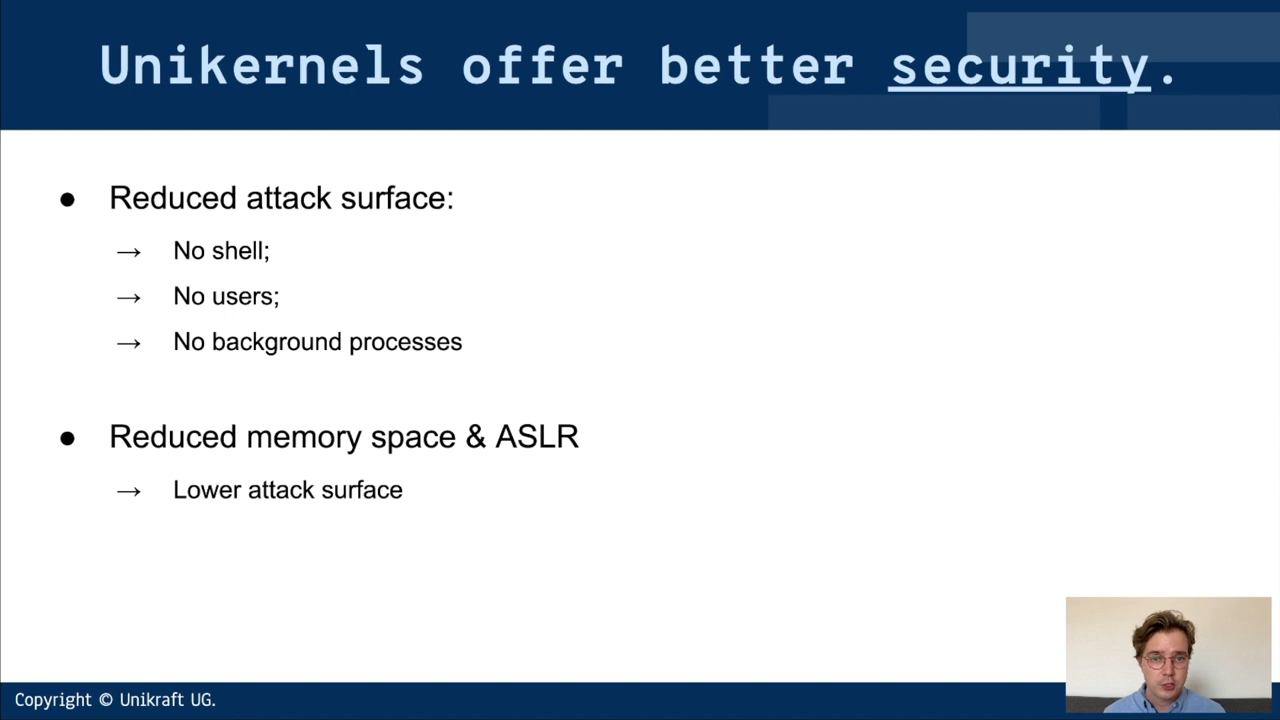 Unikernels offer better security.
● Reduced attack surface:
→ No shell;
→ No users;
→ No background processes
● Reduced memory space & ASLR
→ Lower attack surface
Copyright © Unikraft UG.